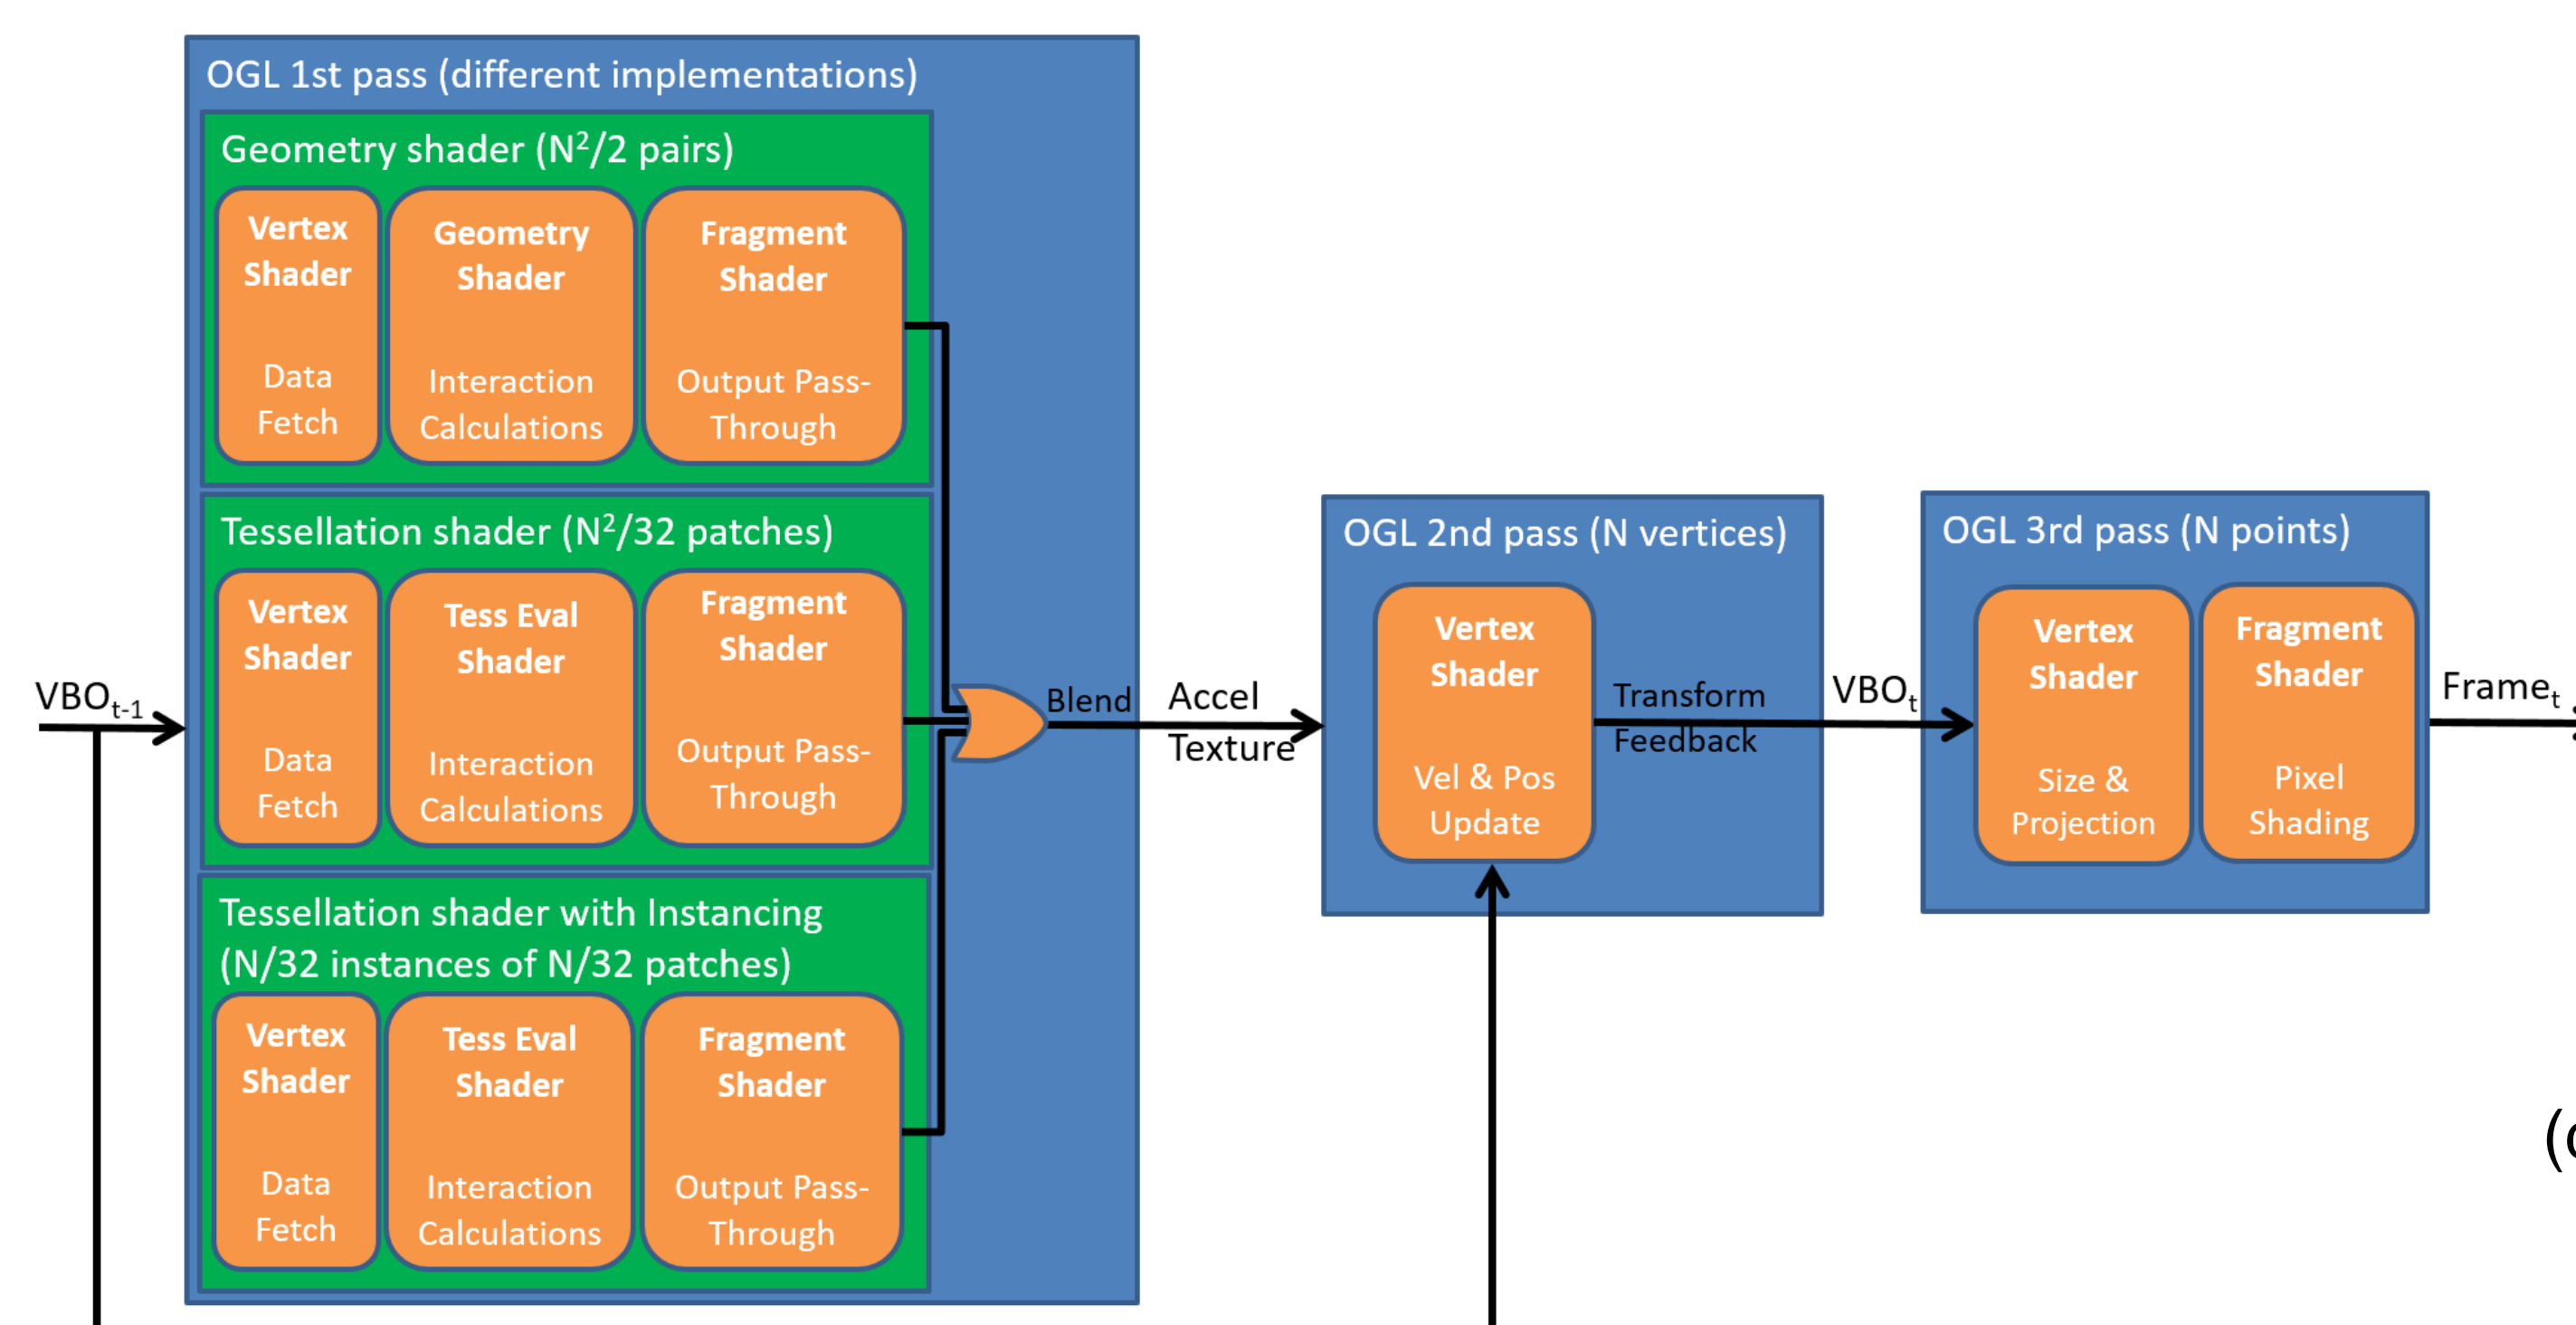 OGL 1st pass (different implementations)
Geometry shader (N²/2 pairs)
Vertex
Shader
Data
Fetch
Geometry
Shader
Interaction
Calculations
Fragment
Shader
Output Pass-
Through
Tessellation shader (N²/32 patches)
Vertex
Shader
Data
Fetch
Tess Eval
Shader
Interaction
Calculations
Fragment
Shader
Output Pass-
Through
Tessellation shader with Instancing
(N/32 instances of N/32 patches)
Vertex
Shader
Data
Fetch
Tess Eval
Shader
Interaction
Calculations
Fragment
Shader
Output Pass-
Through
VBOt-1
Blend
Accel
Texture
OGL 2nd pass (N vertices)
Vertex
Shader
Vel & Pos
Update
Transform
Feedback
VBOt
OGL 3rd pass (N points)
Vertex
Shader
Size &
Projection
Fragment
Shader
Pixel
Shading
Framet